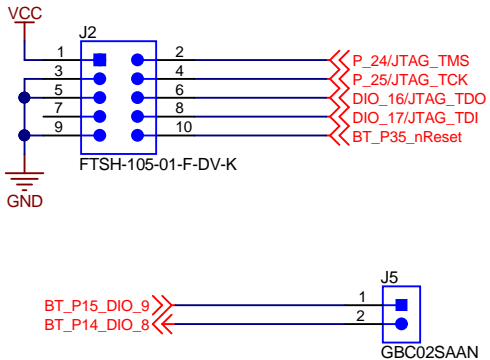 VCC
J2
1 2 P_24/JTAG_TMS
3 4 P_25/JTAG_TCK
5 6 DIO_16/JTAG_TDO
7 8 DIO_17/JTAG_TDI
9 10 BT_P35_nReset
FTSH-105-01-F-DV-K
GND
J5
BT_P15_DIO_9 1
BT_P14_DIO_8 2
GBC02SAAN